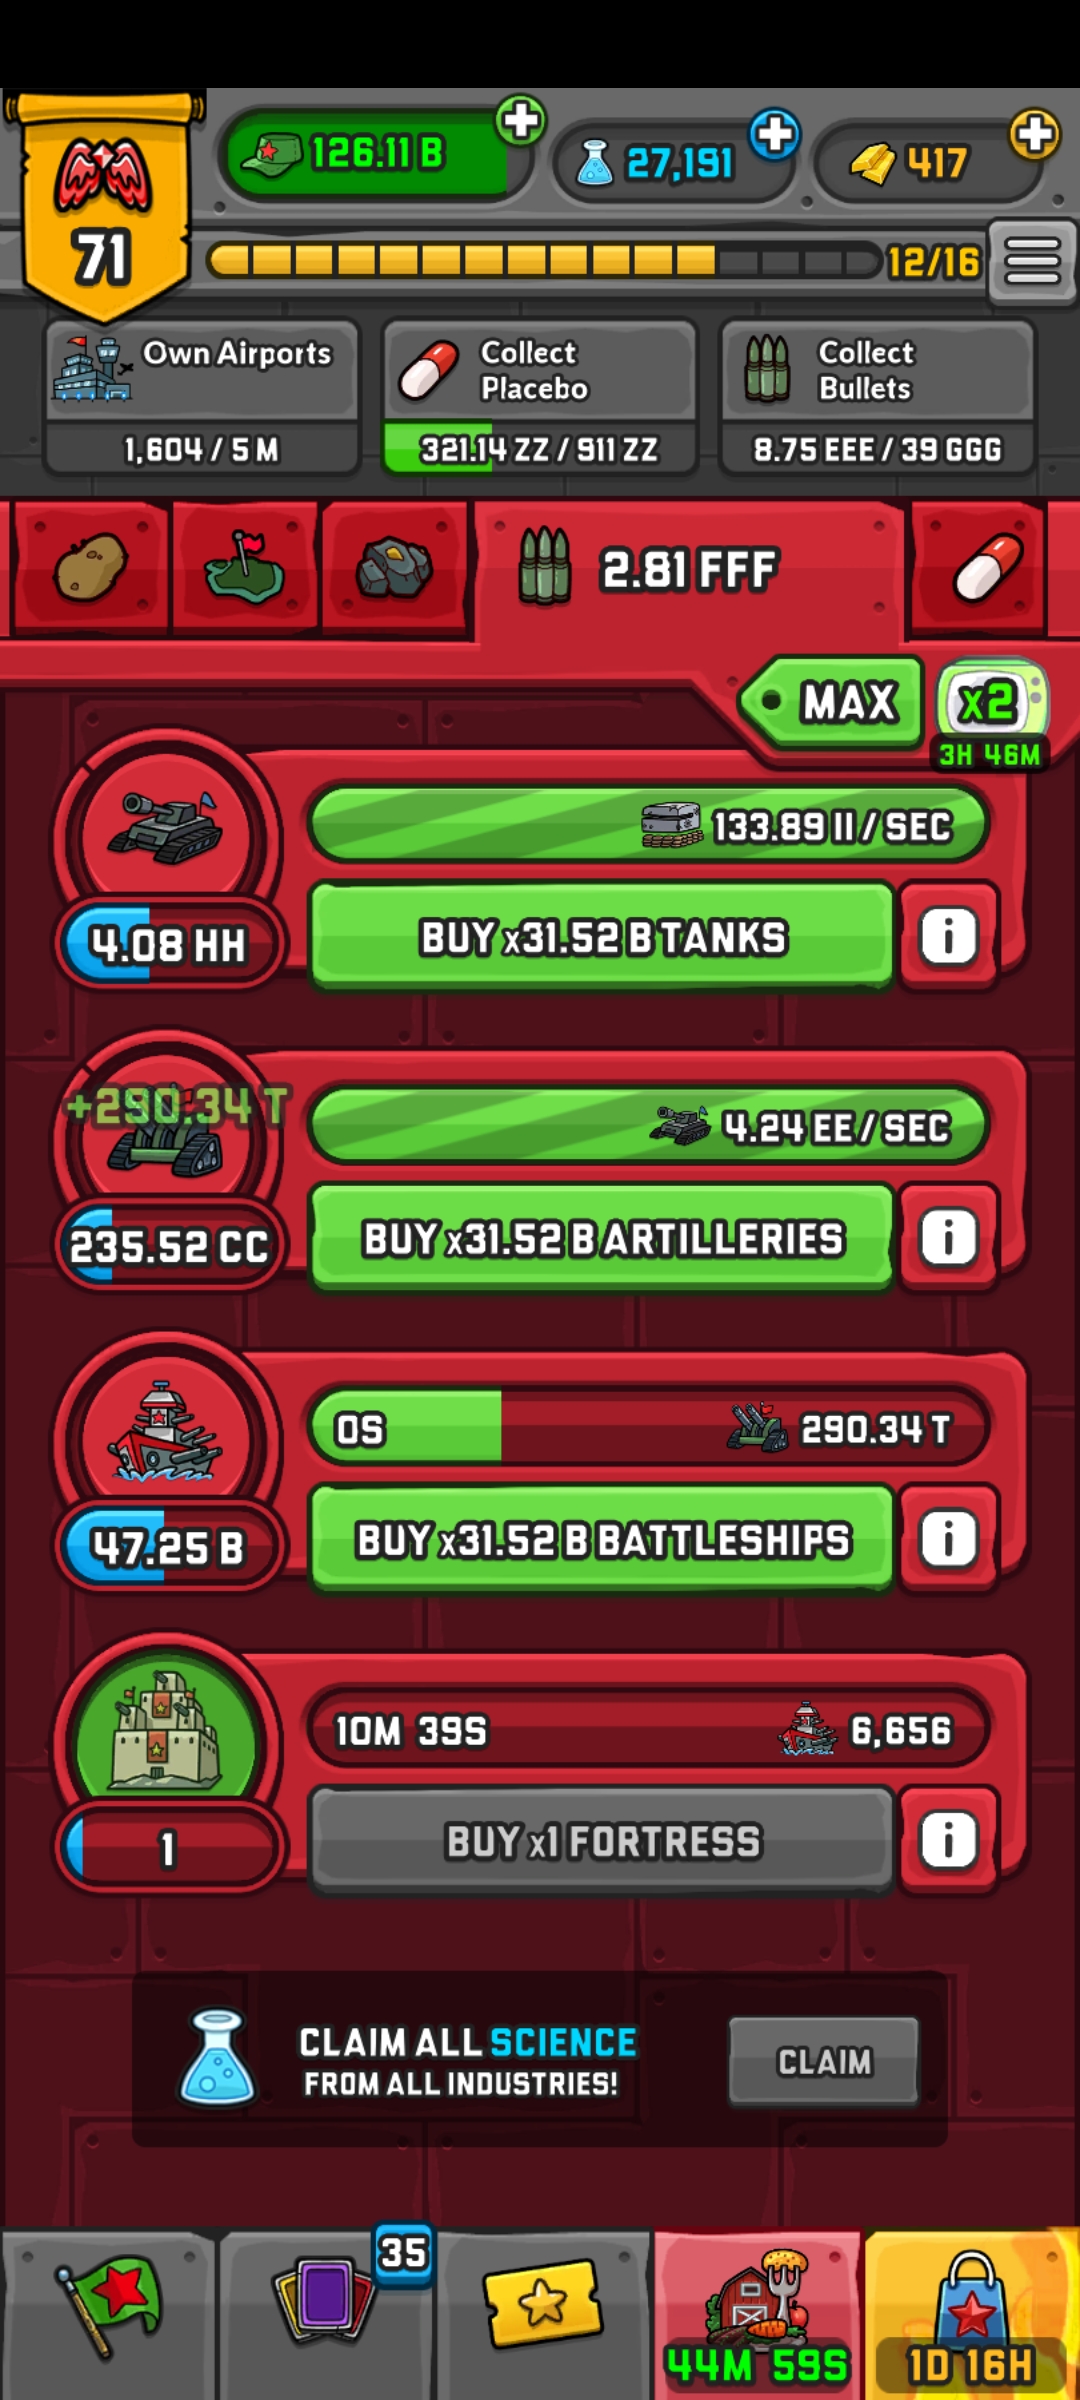 126.11 B
27,191
417
71
12/16
Own Airports
1,604 / 5 M
Collect
Placebo
321.14 ZZ / 911 ZZ
Collect
Bullets
8.75 EEE / 39 GGG
2.81 FFF
MAX
x2
3H 46M
133.89 II / SEC
4.08 HH
BUY x31.52 B TANKS
i
+290.34 T
4.24 EE / SEC
235.52 CC
BUY x31.52 B ARTILLERIES
i
0S
290.34 T
47.25 B
BUY x31.52 B BATTLESHIPS
i
10M 39S
6,656
1
BUY x1 FORTRESS
i
CLAIM ALL SCIENCE
FROM ALL INDUSTRIES!
CLAIM
35
44M 59S
1D 16H